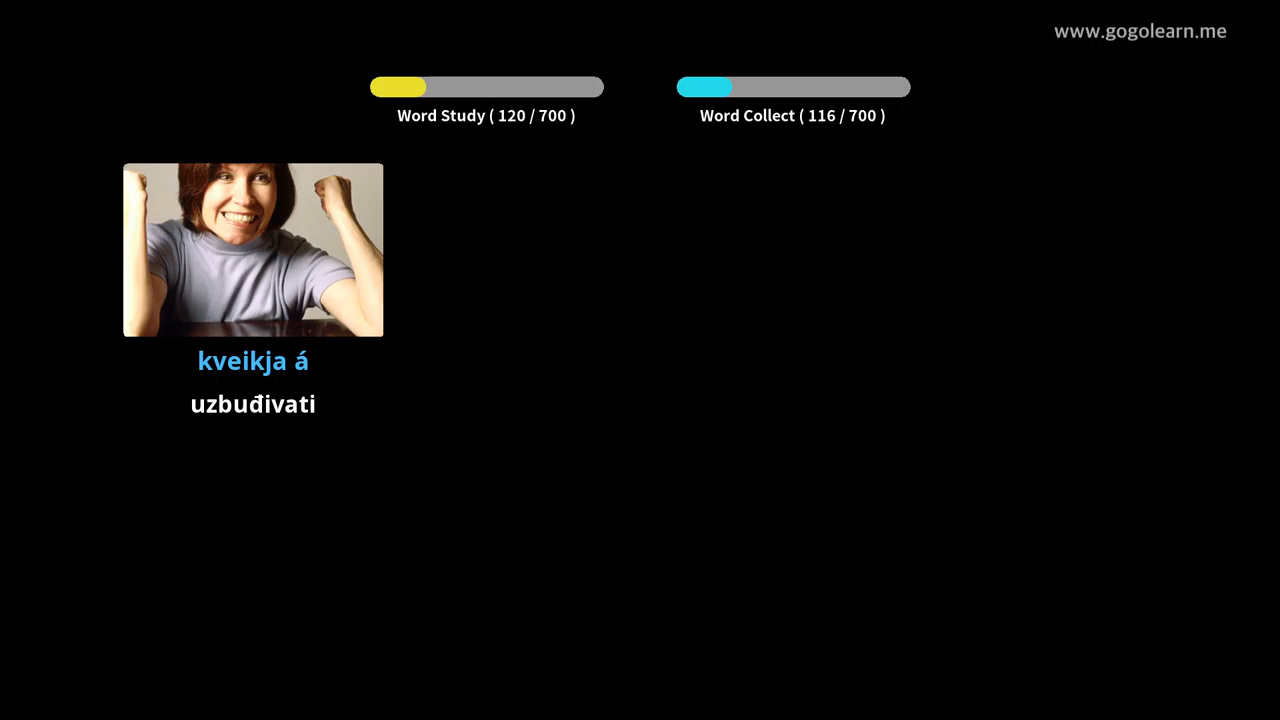 www.gogolearn.me
Word Study ( 120 / 700 )
Word Collect ( 116 / 700 )
kveikja á
uzbuđivati